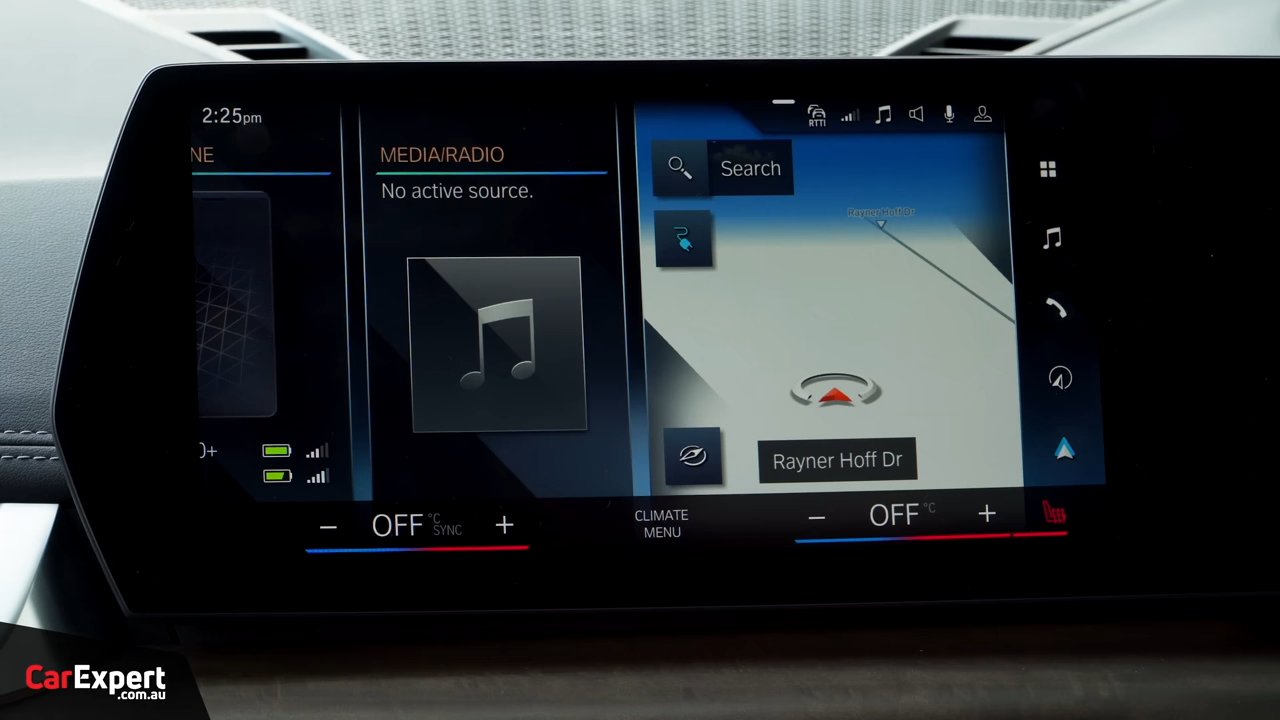 2:25pm
RTTI
NE
MEDIA/RADIO
No active source.
Search
Rayner Hoff Dr
Rayner Hoff Dr
0+
− OFF °C SYNC +
CLIMATE
MENU
− OFF °C +
CarExpert
.com.au